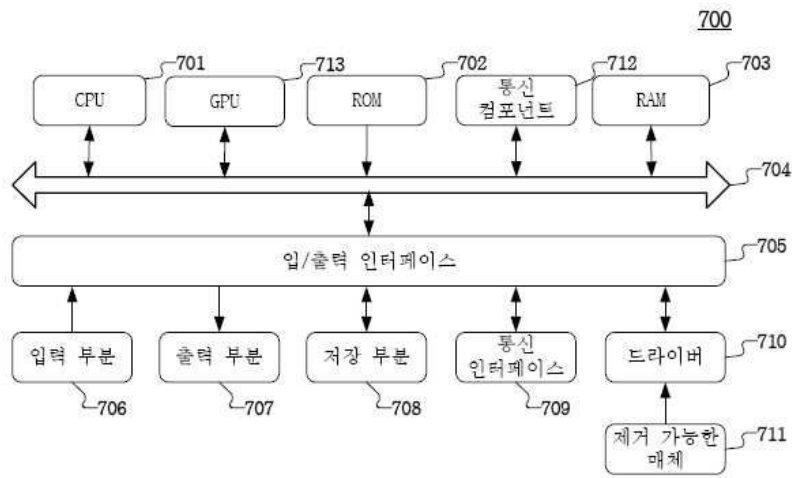 700
701
713
702
712
703
CPU
GPU
ROM
통신
컴포넌트
RAM
704
705
입/출력 인터페이스
입력 부분
출력 부분
저장 부분
통신
인터페이스
드라이버
710
706
707
708
709
제거 가능한
매체
711